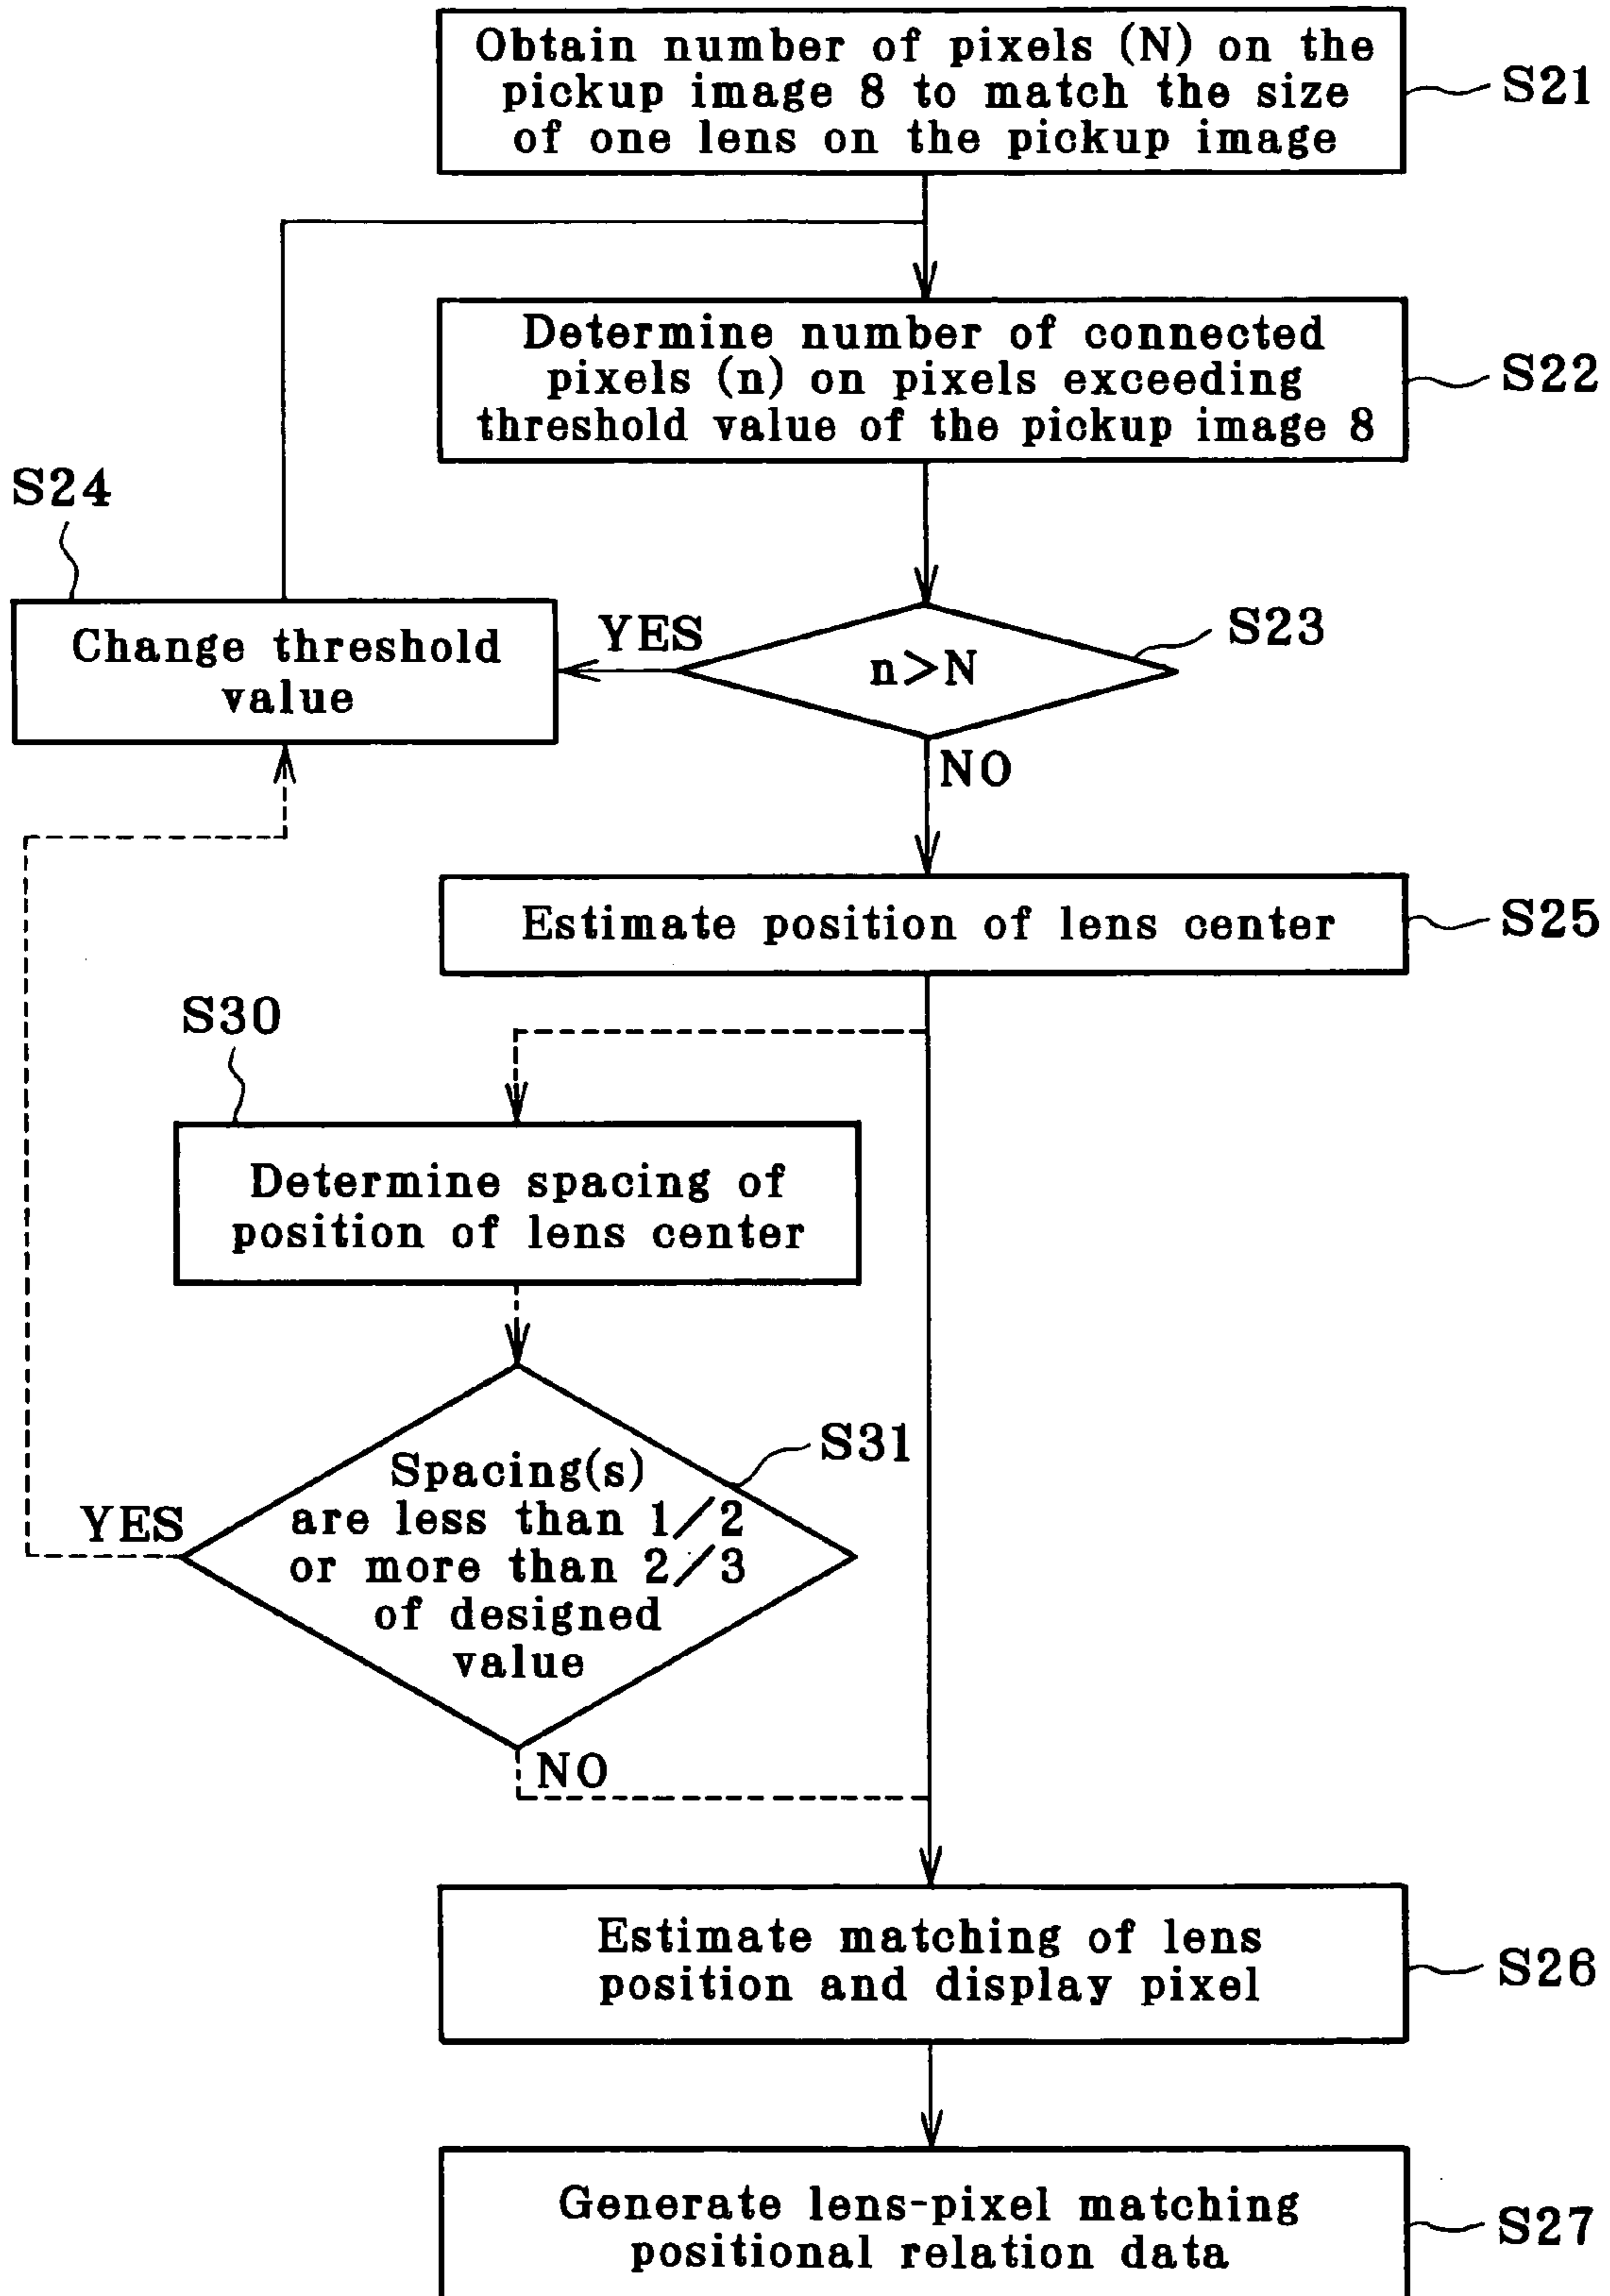 Obtain number of pixels (N) on the
pickup image 8 to match the size
of one lens on the pickup image
S21
Determine number of connected
pixels (n) on pixels exceeding
threshold value of the pickup image 8
S22
S24
Change threshold
value
YES
n>N
S23
NO
Estimate position of lens center
S25
S30
Determine spacing of
position of lens center
Spacing(s)
are less than 1/2
or more than 2/3
of designed
value
S31
YES
NO
Estimate matching of lens
position and display pixel
S26
Generate lens-pixel matching
positional relation data
S27